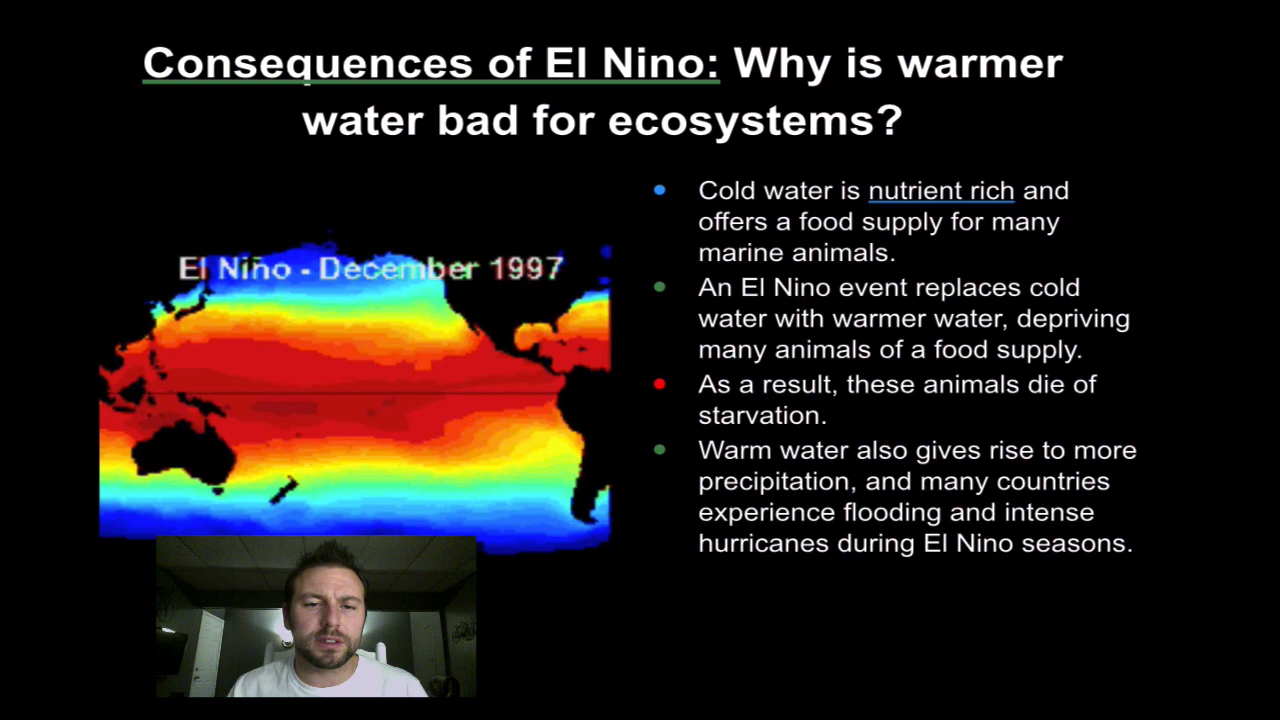 Consequences of El Nino: Why is warmer
water bad for ecosystems?
El Niño - December 1997
Cold water is nutrient rich and
offers a food supply for many
marine animals.
An El Nino event replaces cold
water with warmer water, depriving
many animals of a food supply.
As a result, these animals die of
starvation.
Warm water also gives rise to more
precipitation, and many countries
experience flooding and intense
hurricanes during El Nino seasons.